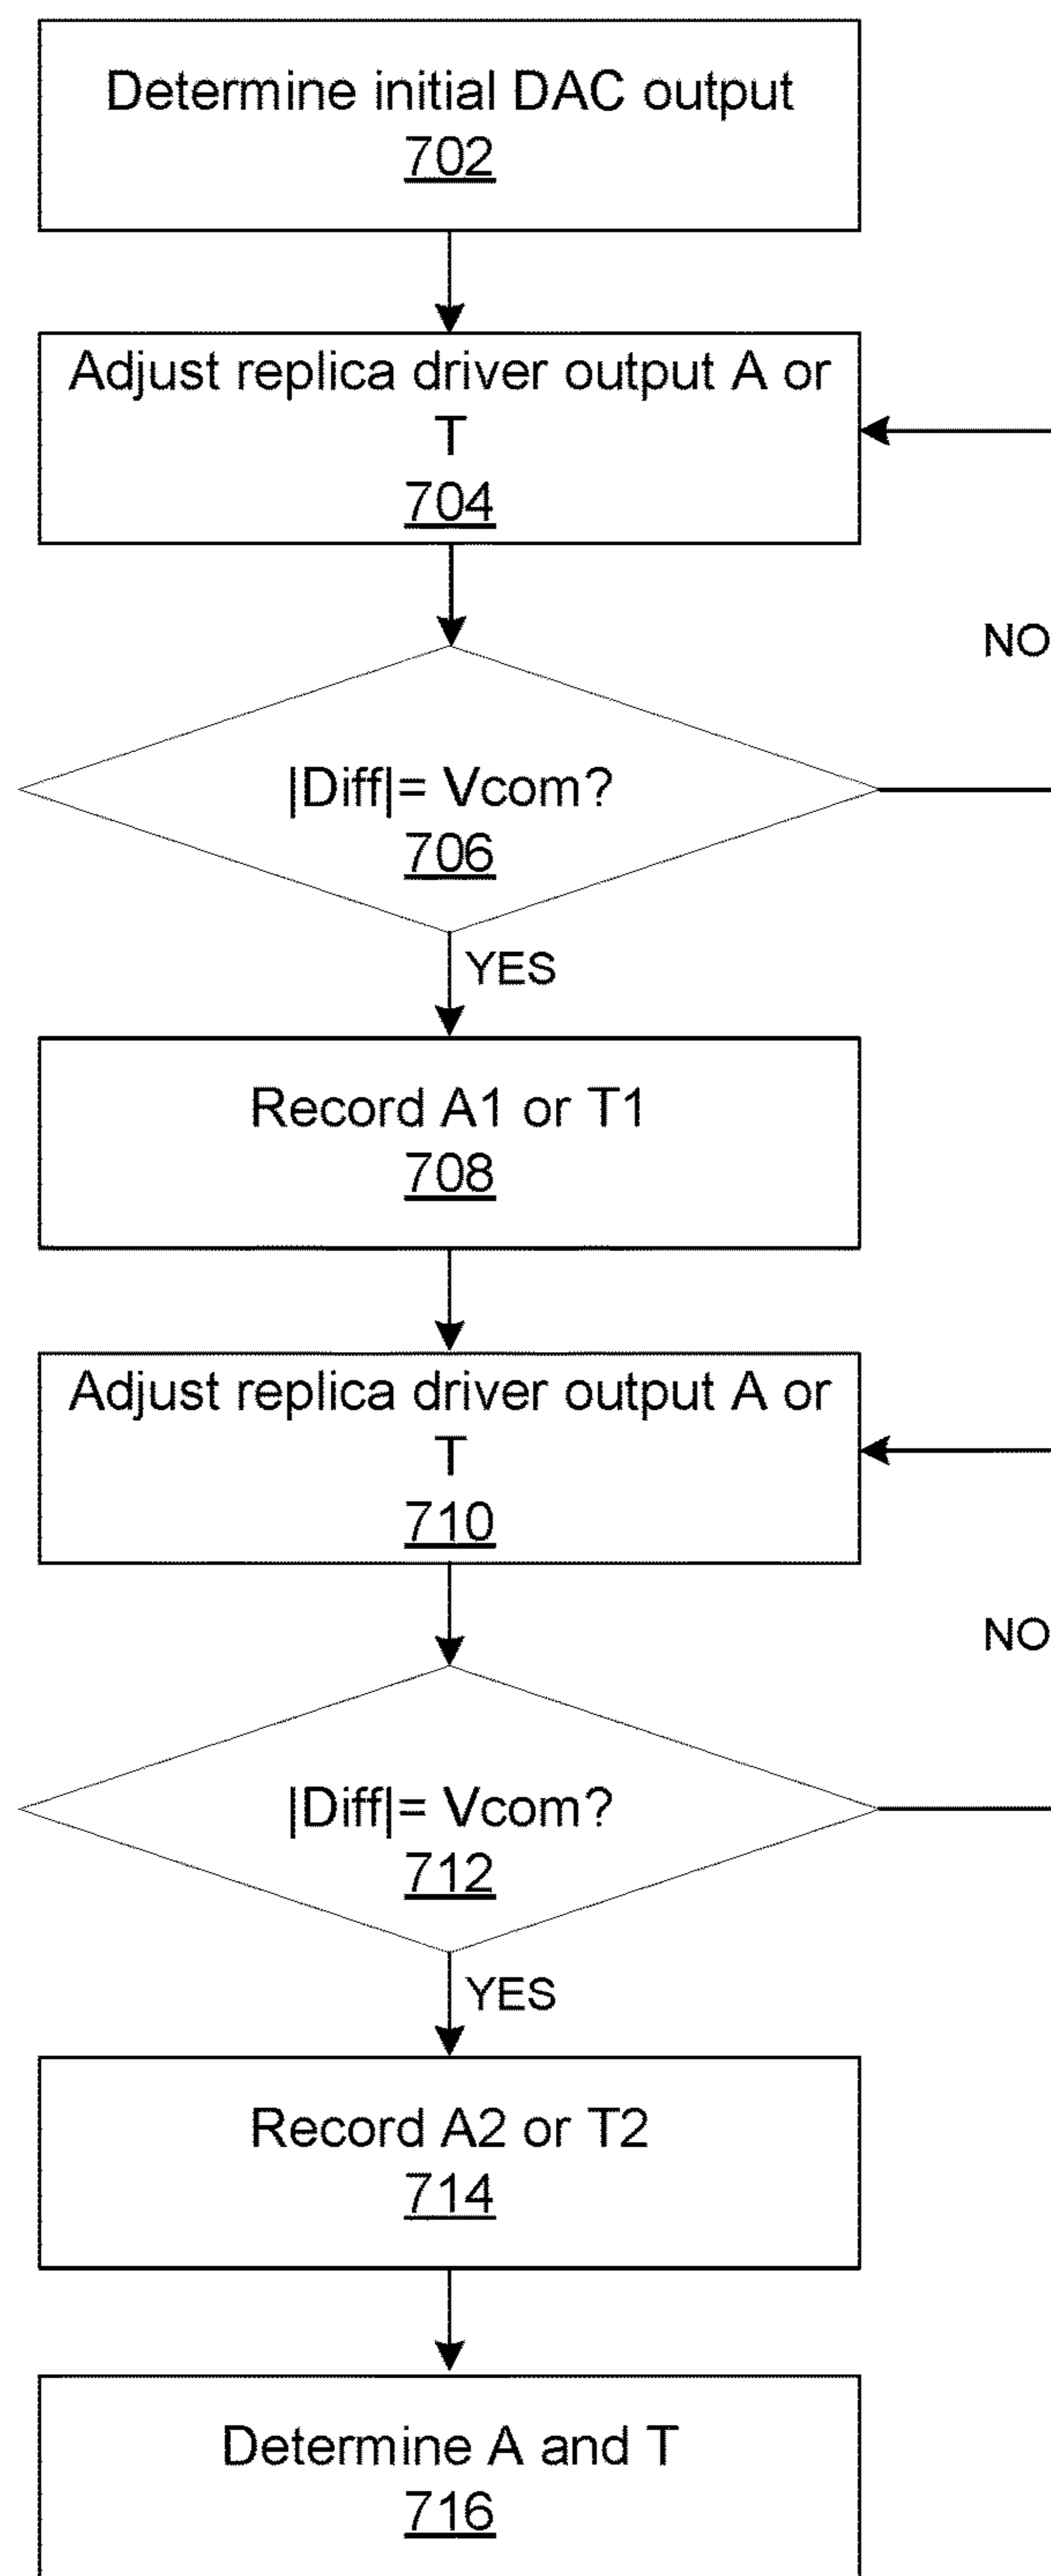 Determine initial DAC output
702
Adjust replica driver output A or
T
704
NO
|Diff|= Vcom?
706
YES
Record A1 or T1
708
Adjust replica driver output A or
T
710
NO
|Diff|= Vcom?
712
YES
Record A2 or T2
714
Determine A and T
716